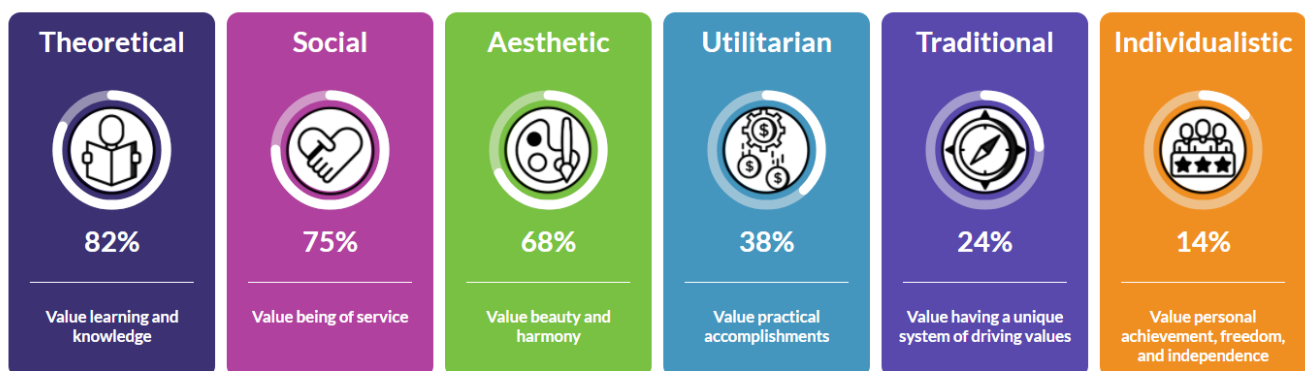 Theoretical
82%
Value learning and
knowledge
Social
75%
Value being of service
Aesthetic
68%
Value beauty and
harmony
Utilitarian
38%
Value practical
accomplishments
Traditional
24%
Value having a unique
system of driving values
Individualistic
14%
Value personal
achievement, freedom,
and independence